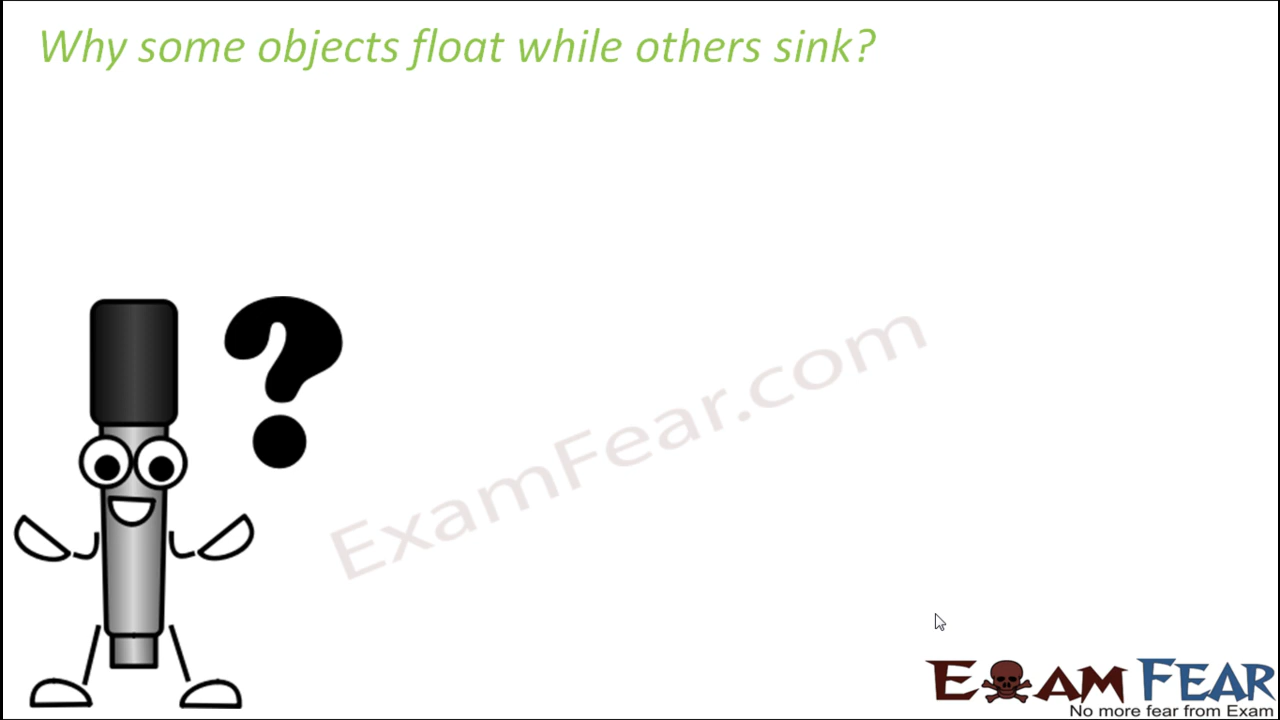 Why some objects float while others sink?
?
ExamFear.com
EXAMFEAR
No more fear from Exam